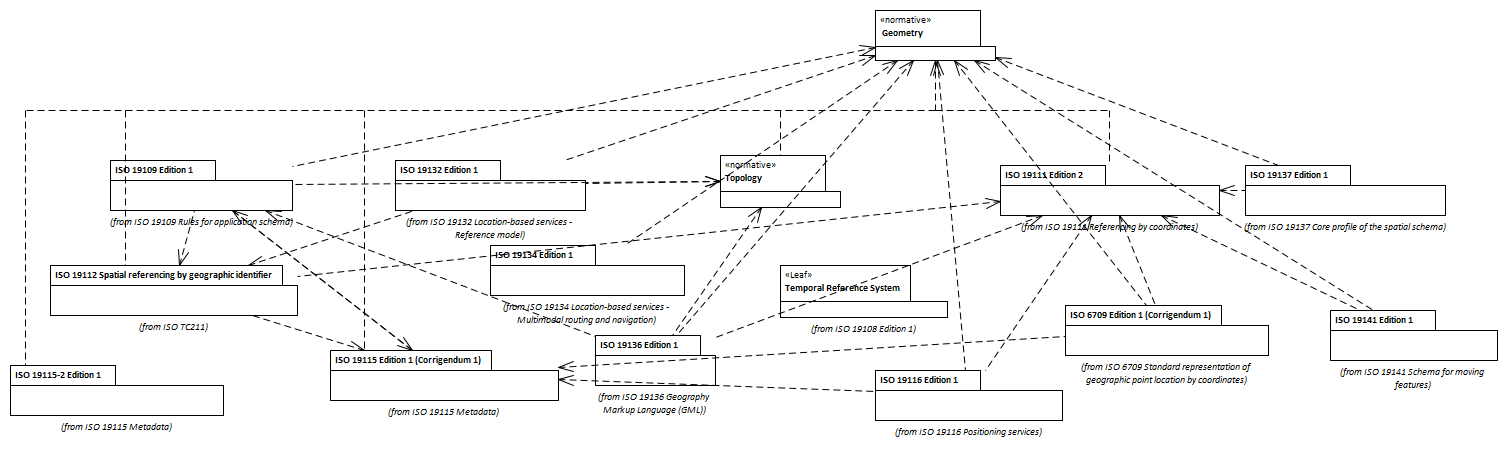 «normative»
Geometry
ISO 19109 Edition 1
(from ISO 19109 Rules for application schema)
ISO 19132 Edition 1
(from ISO 19132 Location-based services -
Reference model)
«normative»
Topology
ISO 19111 Edition 2
(from ISO 19111 Referencing by coordinates)
ISO 19137 Edition 1
(from ISO 19137 Core profile of the spatial schema)
ISO 19112 Spatial referencing by geographic identifier
(from ISO TC211)
ISO 19134 Edition 1
(from ISO 19134 Location-based services -
Multimodal routing and navigation)
«Leaf»
Temporal Reference System
(from ISO 19108 Edition 1)
ISO 6709 Edition 1 (Corrigendum 1)
(from ISO 6709 Standard representation of
geographic point location by coordinates)
ISO 19141 Edition 1
(from ISO 19141 Schema for moving
features)
ISO 19115-2 Edition 1
(from ISO 19115 Metadata)
ISO 19115 Edition 1 (Corrigendum 1)
(from ISO 19115 Metadata)
ISO 19136 Edition 1
(from ISO 19136 Geography
Markup Language (GML))
ISO 19116 Edition 1
(from ISO 19116 Positioning services)